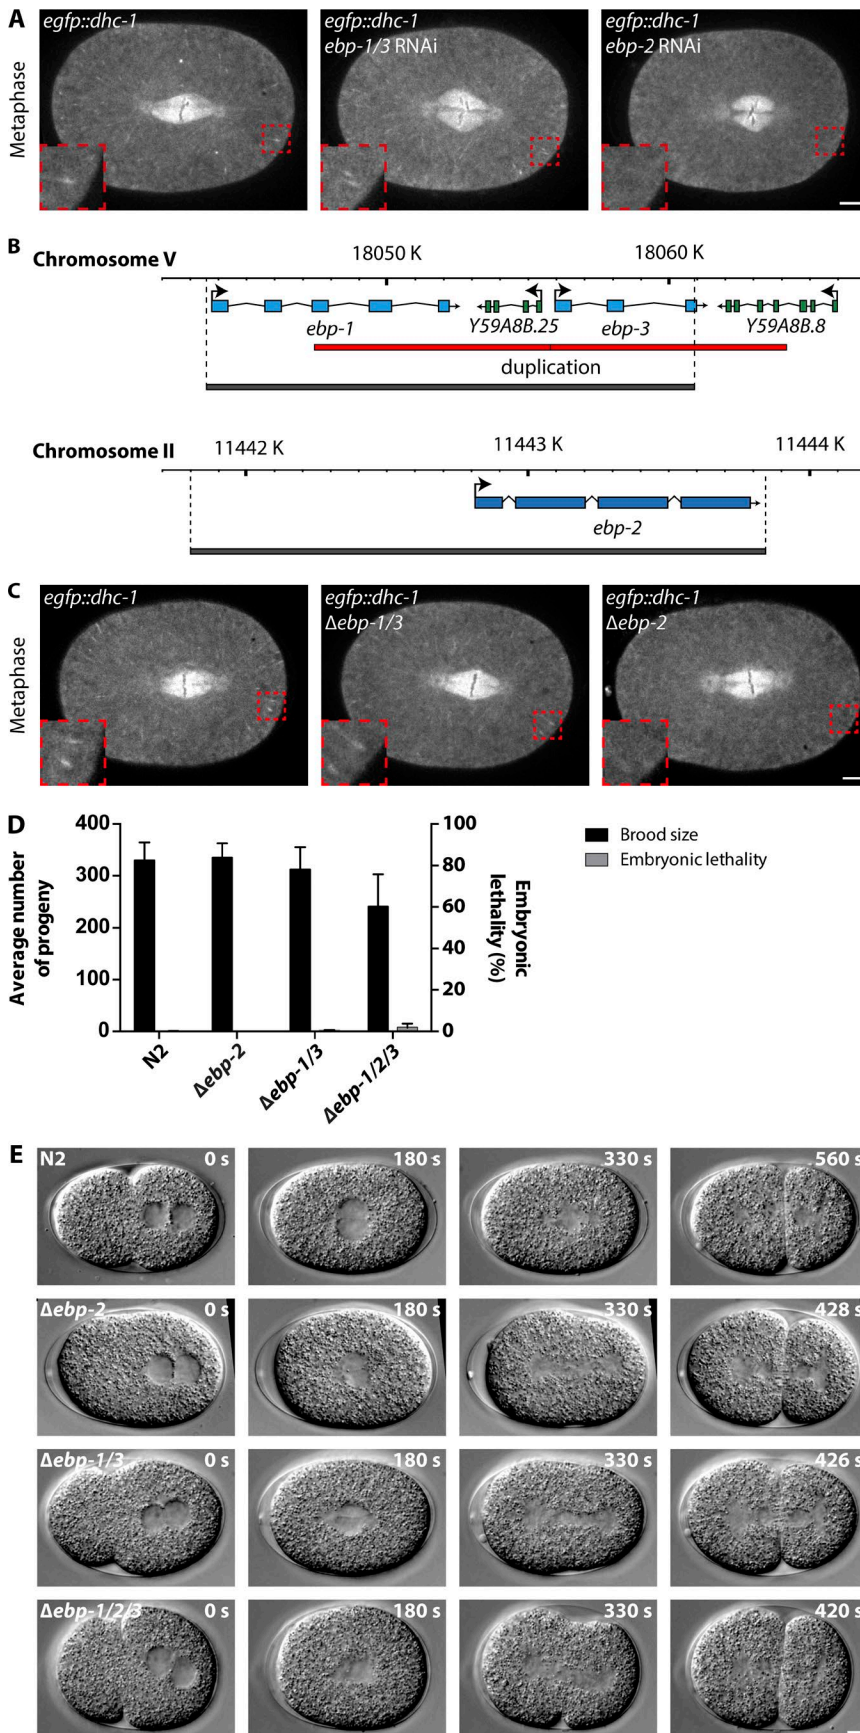 A
egfp::dhc-1
egfp::dhc-1
ebp-1/3 RNAi
egfp::dhc-1
ebp-2 RNAi
Metaphase
B
Chromosome V
18050 K
18060 K
ebp-1
Y59A8B.25
ebp-3
Y59A8B.8
duplication
Chromosome II
11442 K
11443 K
11444 K
ebp-2
C
egfp::dhc-1
egfp::dhc-1
Δebp-1/3
egfp::dhc-1
Δebp-2
Metaphase
D
400
300
200
100
0
Average number
of progeny
100
80
60
40
20
0
Embryonic
lethality (%)
N2
Δebp-2
Δebp-1/3
Δebp-1/2/3
Brood size
Embryonic lethality
E
N2
0 s
180 s
330 s
560 s
Δebp-2
0 s
180 s
330 s
428 s
Δebp-1/3
0 s
180 s
330 s
426 s
Δebp-1/2/3
0 s
180 s
330 s
420 s